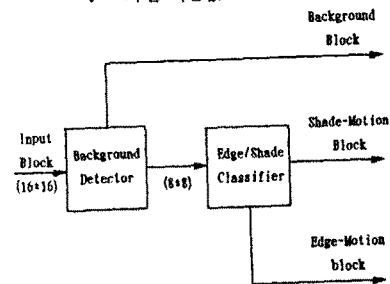 Background
Block
Input
Block
(16*16)
Background
Detector
(8*8)
Edge/Shade
Classifier
Shade-Motion
Block
Edge-Motion
block